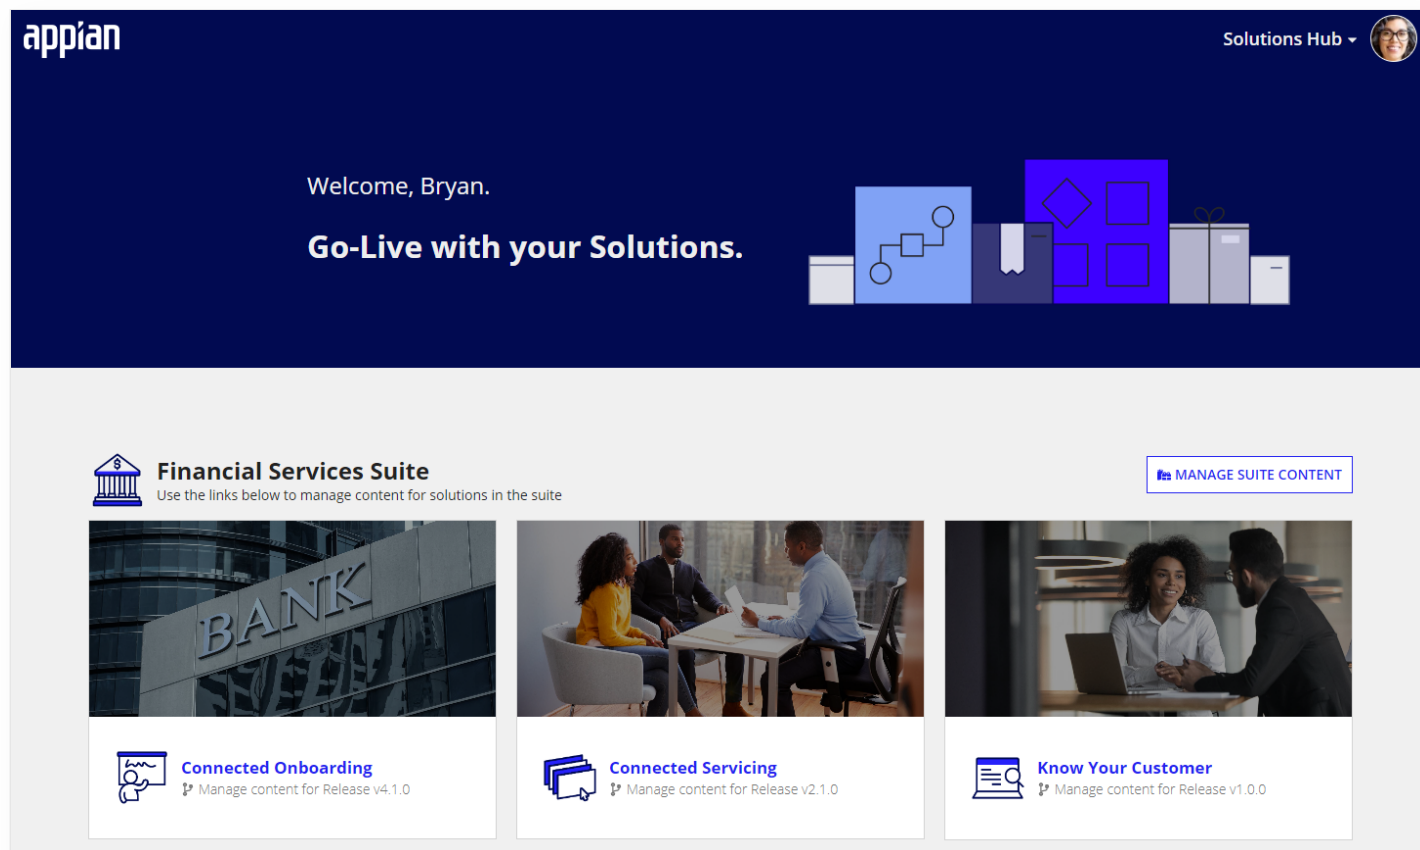 appian
Solutions Hub
Welcome, Bryan.
Go-Live with your Solutions.
Financial Services Suite
Use the links below to manage content for solutions in the suite
MANAGE SUITE CONTENT
BANK
Connected Onboarding
Manage content for Release v4.1.0
Connected Servicing
Manage content for Release v2.1.0
Know Your Customer
Manage content for Release v1.0.0